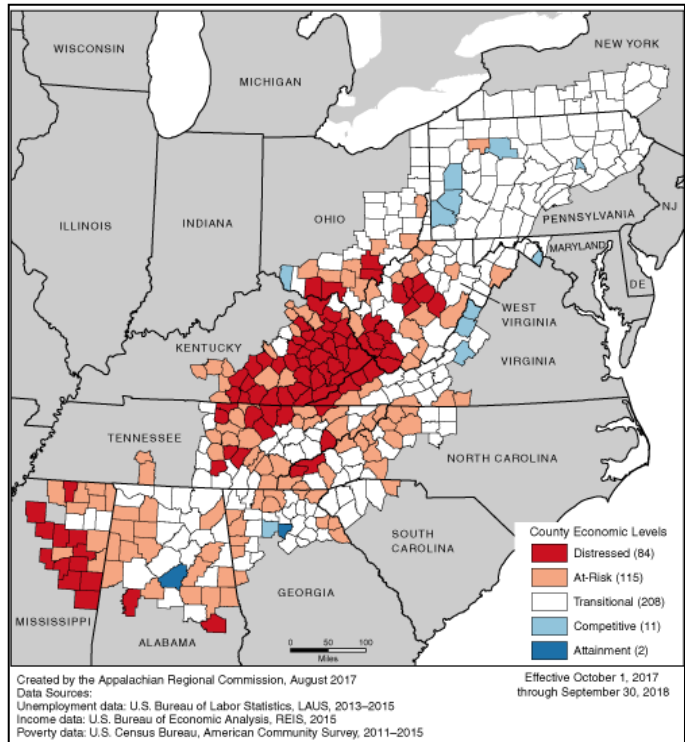 WISCONSIN
NEW YORK
MICHIGAN
ILLINOIS
INDIANA
OHIO
PENNSYLVANIA
NJ
MARYLAND
DE
WEST
VIRGINIA
KENTUCKY
VIRGINIA
TENNESSEE
NORTH CAROLINA
SOUTH
CAROLINA
GEORGIA
MISSISSIPPI
ALABAMA
County Economic Levels
Distressed (84)
At-Risk (115)
Transitional (208)
Competitive (11)
Attainment (2)
0 50 100
Miles
Created by the Appalachian Regional Commission, August 2017
Data Sources:
Unemployment data: U.S. Bureau of Labor Statistics, LAUS, 2013–2015
Income data: U.S. Bureau of Economic Analysis, REIS, 2015
Poverty data: U.S. Census Bureau, American Community Survey, 2011–2015
Effective October 1, 2017
through September 30, 2018